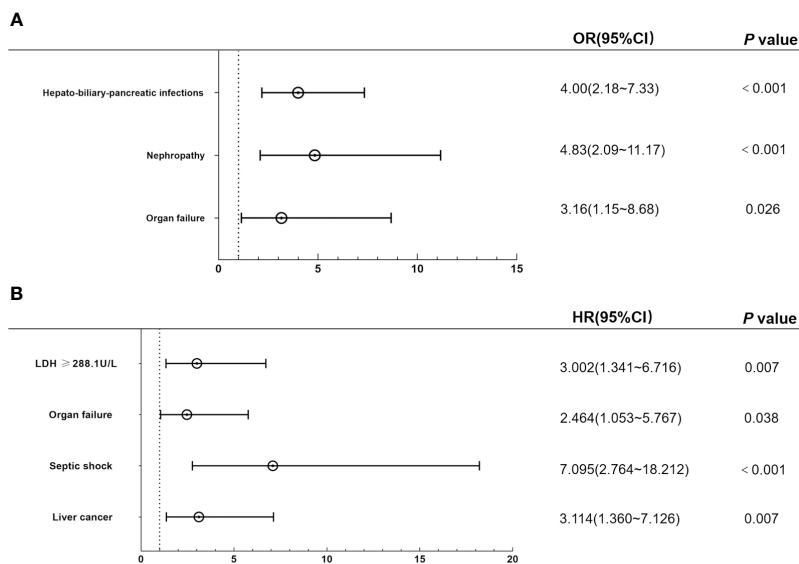 A
OR(95%CI) P value
Hepato-biliary-pancreatic infections 4.00(2.18~7.33) <0.001
Nephropathy 4.83(2.09~11.17) <0.001
Organ failure 3.16(1.15~8.68) 0.026
0 5 10 15
B
HR(95%CI) P value
LDH ≥288.1U/L 3.002(1.341~6.716) 0.007
Organ failure 2.464(1.053~5.767) 0.038
Septic shock 7.095(2.764~18.212) <0.001
Liver cancer 3.114(1.360~7.126) 0.007
0 5 10 15 20